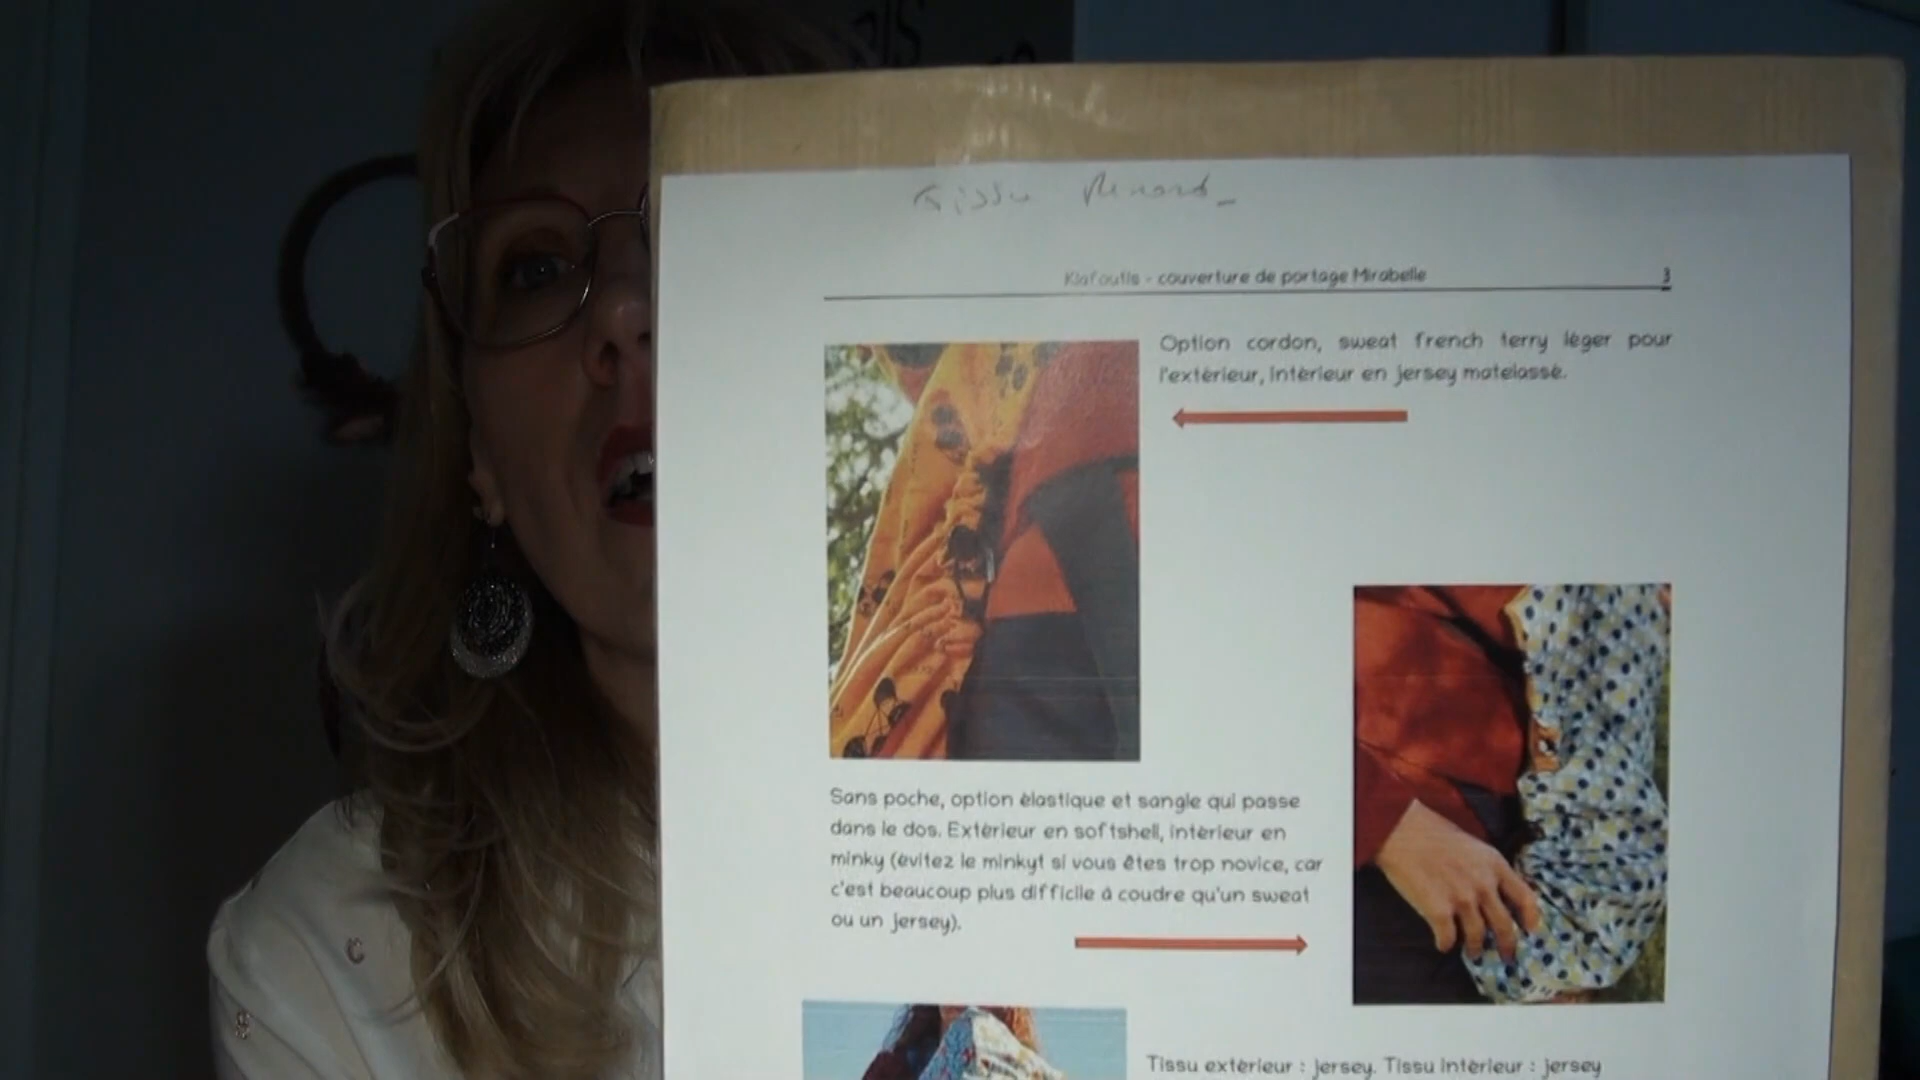 Tissu Renard_
Klafoutis - couverture de portage Mirabelle 3
Option cordon, sweat french terry léger pour
l'extérieur, intérieur en jersey matelassé.
Sans poche, option élastique et sangle qui passe
dans le dos. Extérieur en softshell, intérieur en
minky (évitez le minkyt si vous êtes trop novice, car
c'est beaucoup plus difficile à coudre qu'un sweat
ou un jersey).
Tissu extérieur : jersey. Tissu intérieur : jersey